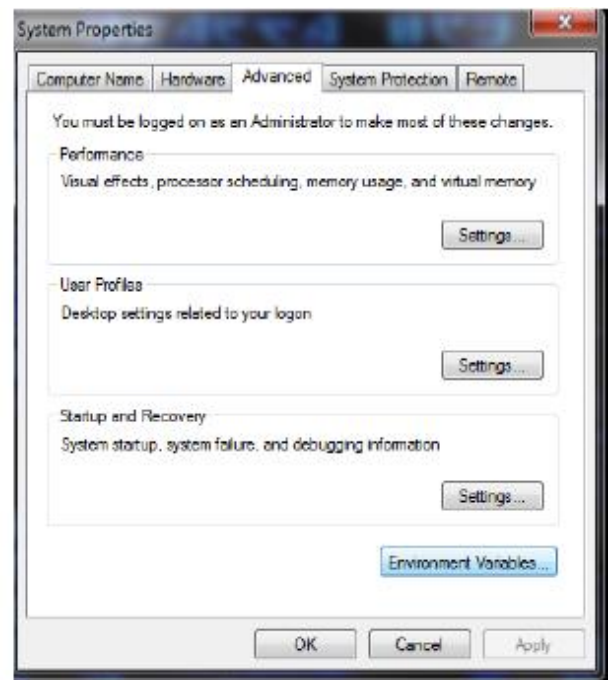 System Properties
Computer Name Hardware Advanced System Protection Remote
You must be logged on as an Administrator to make most of these changes.
Performance
Visual effects, processor scheduling, memory usage, and virtual memory
Settings...
User Profiles
Desktop settings related to your logon
Settings...
Startup and Recovery
System startup, system failure, and debugging information
Settings...
Environment Variables...
OK Cancel Apply